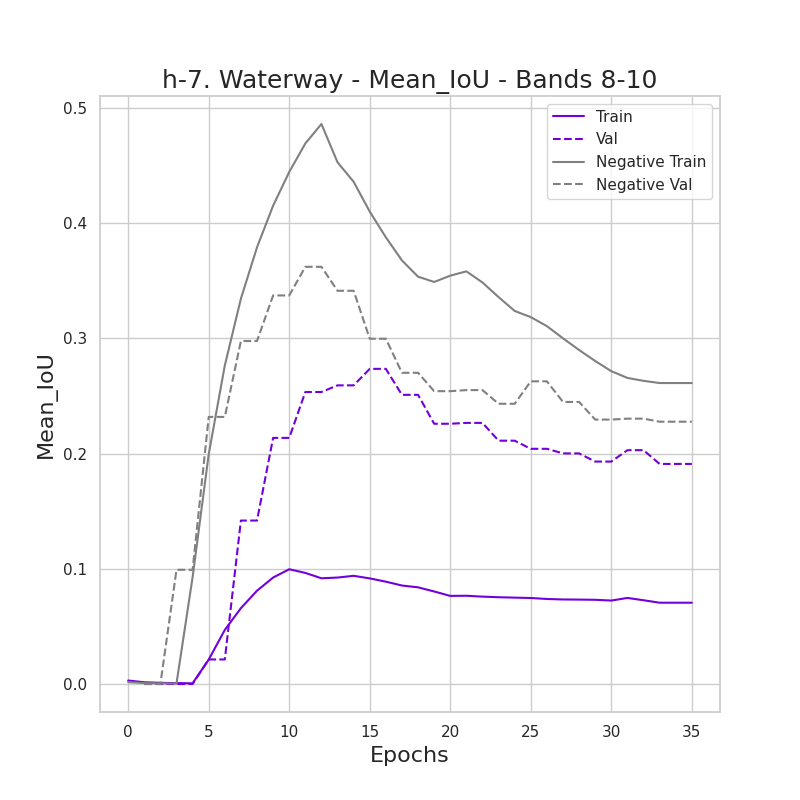 h-7. Waterway - Mean_IoU - Bands 8-10
Train
Val
Negative Train
Negative Val
Mean_IoU
0.5
0.4
0.3
0.2
0.1
0.0
0 5 10 15 20 25 30 35
Epochs